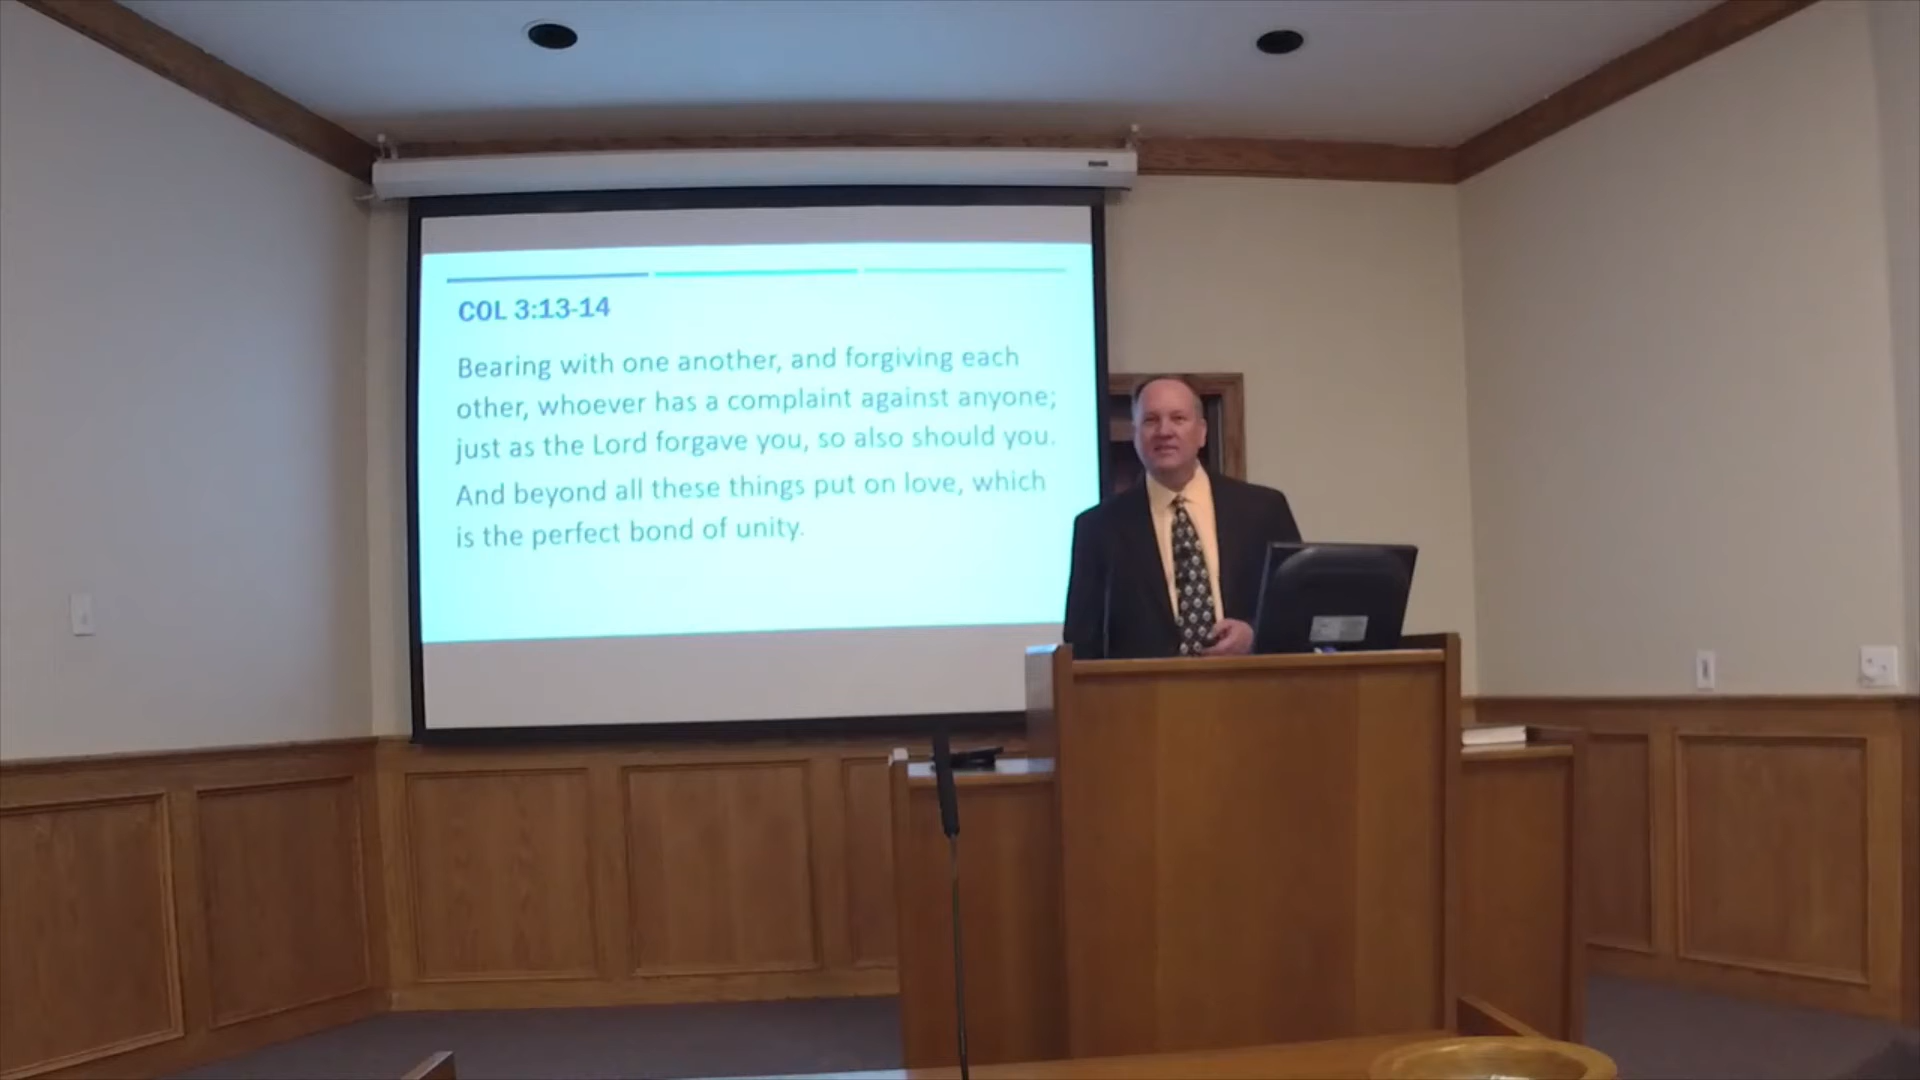 COL 3:13-14
Bearing with one another, and forgiving each
other, whoever has a complaint against anyone;
just as the Lord forgave you, so also should you.
And beyond all these things put on love, which
is the perfect bond of unity.